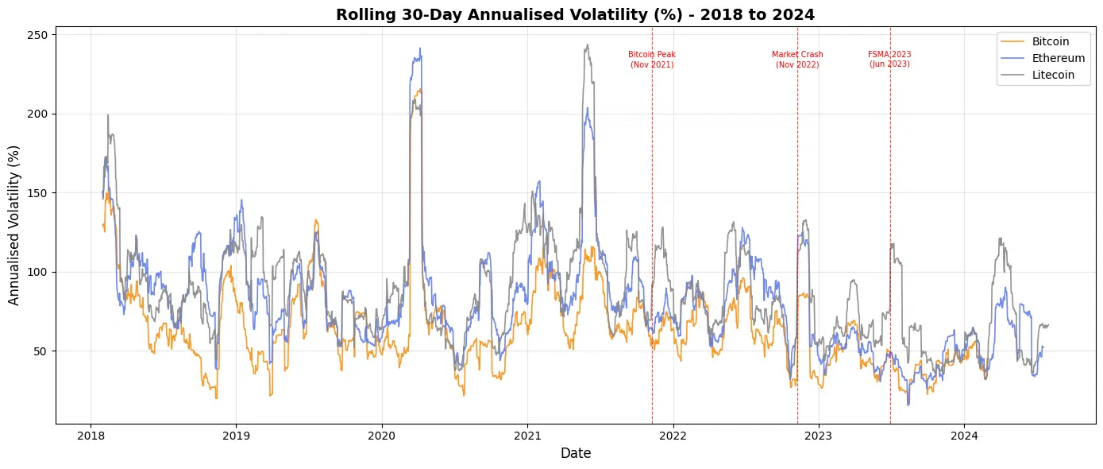 Rolling 30-Day Annualised Volatility (%) - 2018 to 2024
250
200
150
100
50
Annualised Volatility (%)
Bitcoin Peak
(Nov 2021)
Market Crash
(Nov 2022)
FSMA 2023
(Jun 2023)
Bitcoin
Ethereum
Litecoin
2018
2019
2020
2021
2022
2023
2024
Date